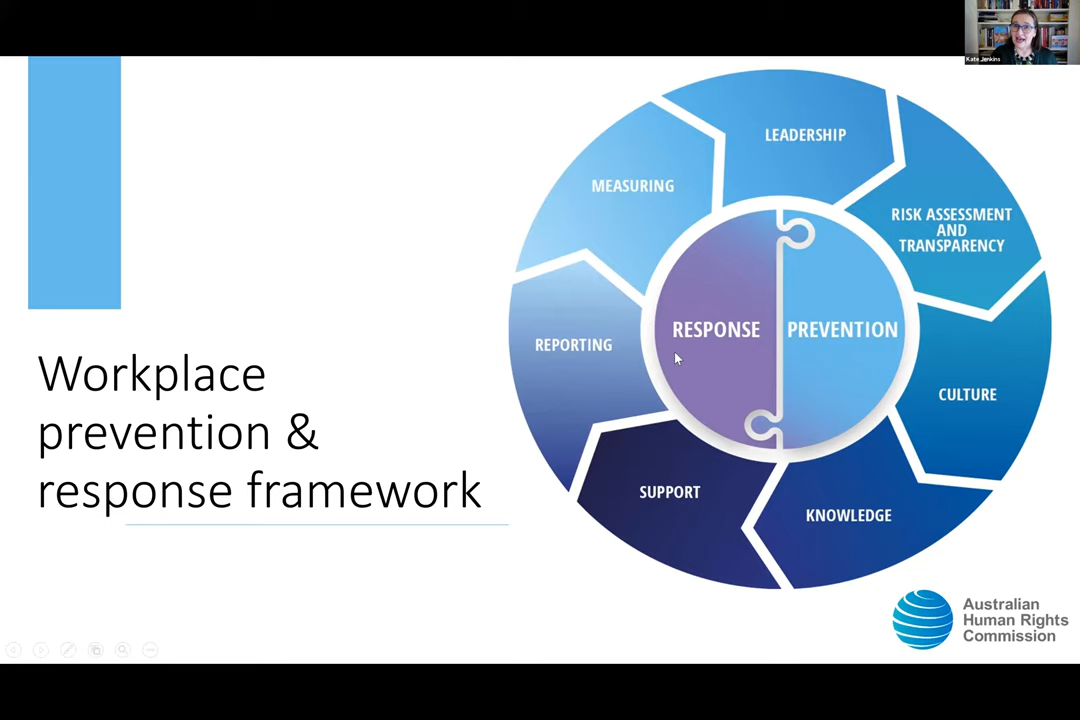 Kate Jenkins
LEADERSHIP
MEASURING
RISK ASSESSMENT
AND
TRANSPARENCY
RESPONSE
PREVENTION
REPORTING
CULTURE
SUPPORT
KNOWLEDGE
Workplace
prevention &
response framework
Australian
Human Rights
Commission